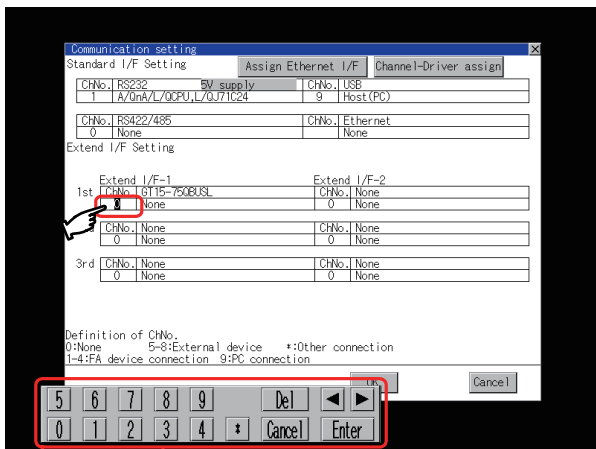 Communication setting
Standard I/F Setting Assign Ethernet I/F Channel-Driver assign
ChNo. RS232 5V supply ChNo. USB
1 A/QnA/L/QCPU,L/QJ71C24 9 Host(PC)
ChNo. RS422/485 ChNo. Ethernet
0 None None
Extend I/F Setting
Extend I/F-1 Extend I/F-2
1st ChNo. GT15-75QBUSL ChNo. None
0 None 0 None
ChNo. None ChNo. None
0 None 0 None
3rd ChNo. None ChNo. None
0 None 0 None
Definition of ChNo.
0:None 5-8:External device *:Other connection
1-4:FA device connection 9:PC connection
OK Cancel
5 6 7 8 9 Del ◀ ▶
0 1 2 3 4 * Cancel Enter